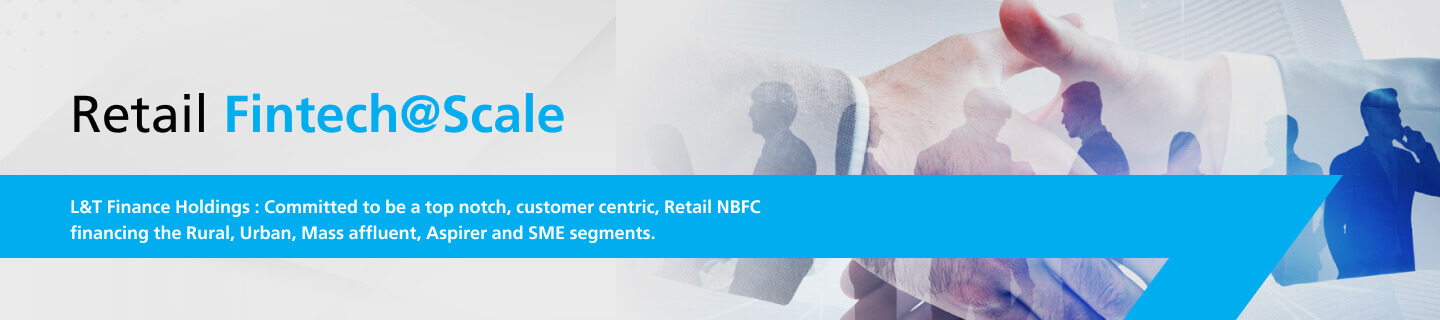 Retail Fintech@Scale
L&T Finance Holdings : Committed to be a top notch, customer centric, Retail NBFC
financing the Rural, Urban, Mass affluent, Aspirer and SME segments.